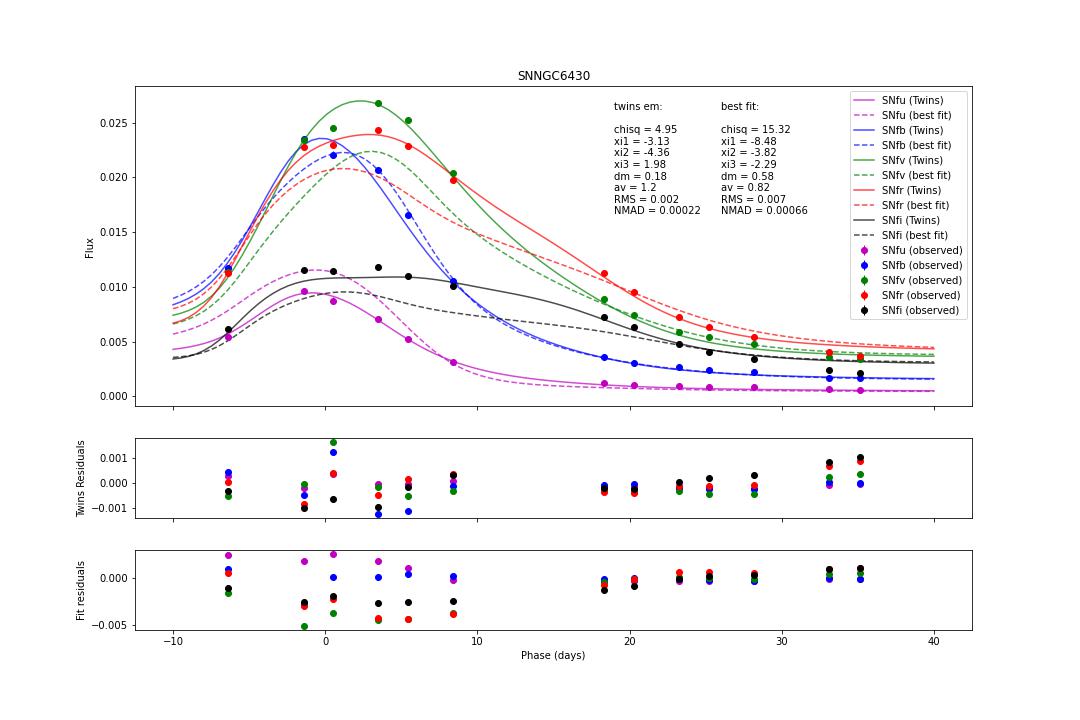 SNNGC6430
Flux
0.025
0.020
0.015
0.010
0.005
0.000
twins em:
chisq = 4.95
xi1 = -3.13
xi2 = -4.36
xi3 = 1.98
dm = 0.18
av = 1.2
RMS = 0.002
NMAD = 0.00022
best fit:
chisq = 15.32
xi1 = -8.48
xi2 = -3.82
xi3 = -2.29
dm = 0.58
av = 0.82
RMS = 0.007
NMAD = 0.00066
SNfu (Twins)
SNfu (best fit)
SNfb (Twins)
SNfb (best fit)
SNfv (Twins)
SNfv (best fit)
SNfr (Twins)
SNfr (best fit)
SNfi (Twins)
SNfi (best fit)
SNfu (observed)
SNfb (observed)
SNfv (observed)
SNfr (observed)
SNfi (observed)
Twins Residuals
0.001
0.000
−0.001
Fit residuals
0.000
−0.005
−10 0 10 20 30 40
Phase (days)